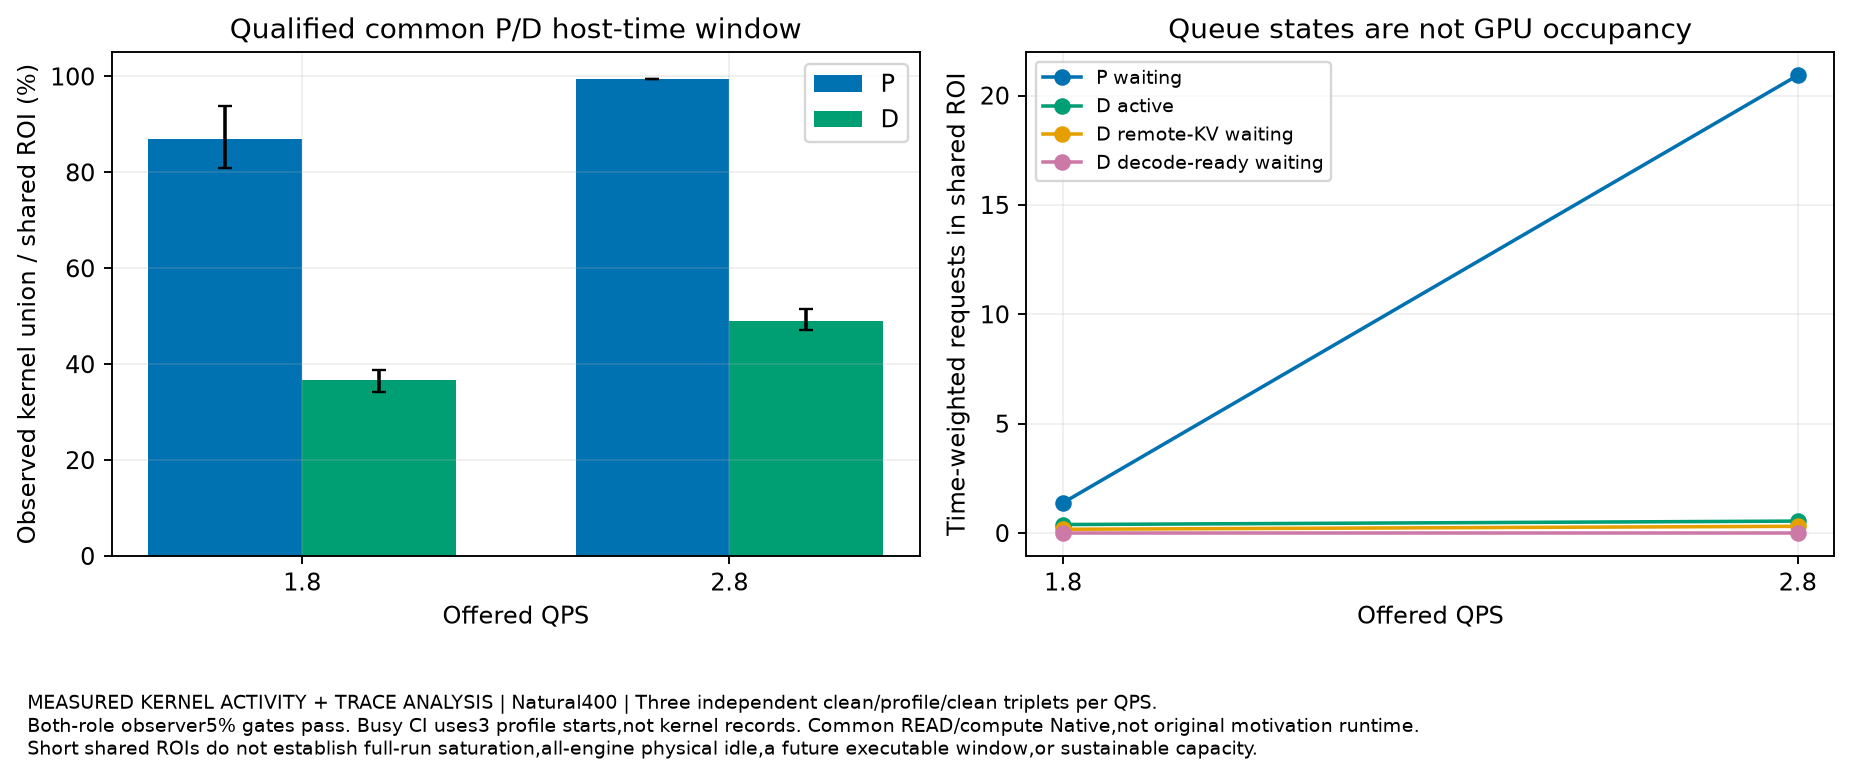 Qualified common P/D host-time window
Observed kernel union / shared ROI (%)
100
80
60
40
20
0
P
D
1.8
2.8
Offered QPS
Queue states are not GPU occupancy
Time-weighted requests in shared ROI
20
15
10
5
0
P waiting
D active
D remote-KV waiting
D decode-ready waiting
1.8
2.8
Offered QPS
MEASURED KERNEL ACTIVITY + TRACE ANALYSIS | Natural400 | Three independent clean/profile/clean triplets per QPS.
Both-role observer5% gates pass. Busy CI uses3 profile starts,not kernel records. Common READ/compute Native,not original motivation runtime.
Short shared ROIs do not establish full-run saturation,all-engine physical idle,a future executable window,or sustainable capacity.